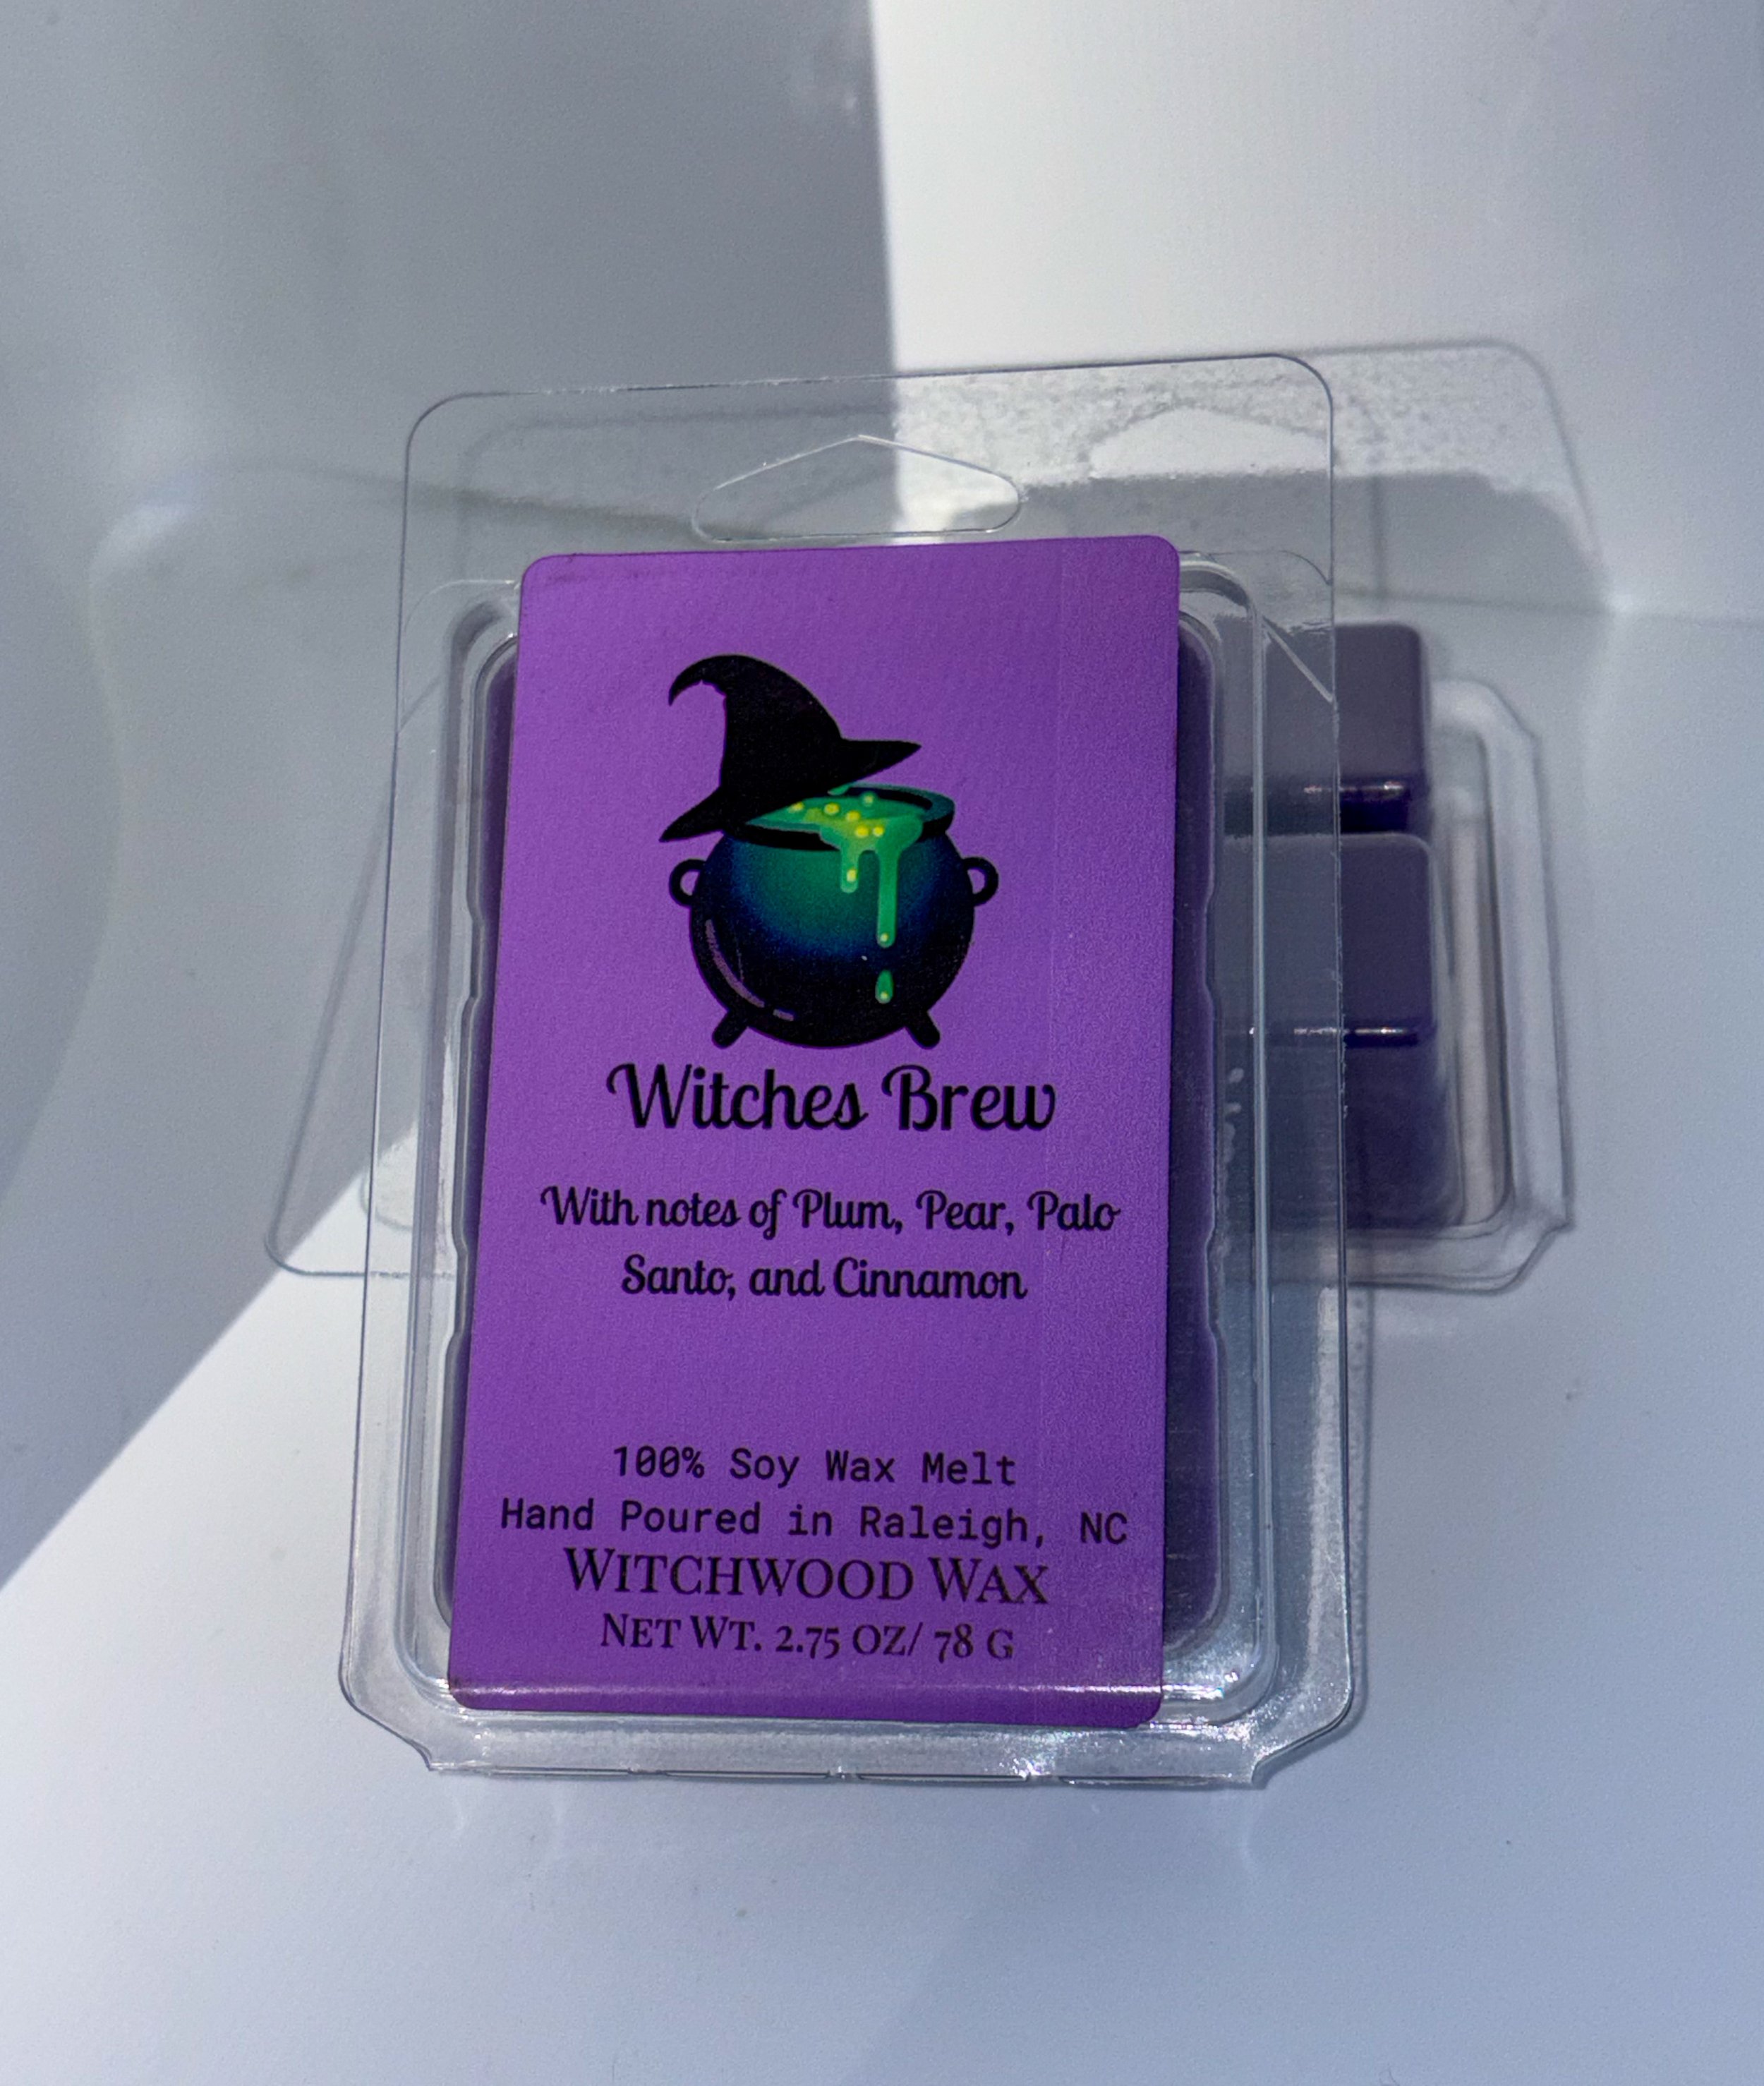 Witches Brew
With notes of Plum, Pear, Palo
Santo, and Cinnamon
100% Soy Wax Melt
Hand Poured in Raleigh, NC
WITCHWOOD WAX
NET WT. 2.75 OZ/ 78 G